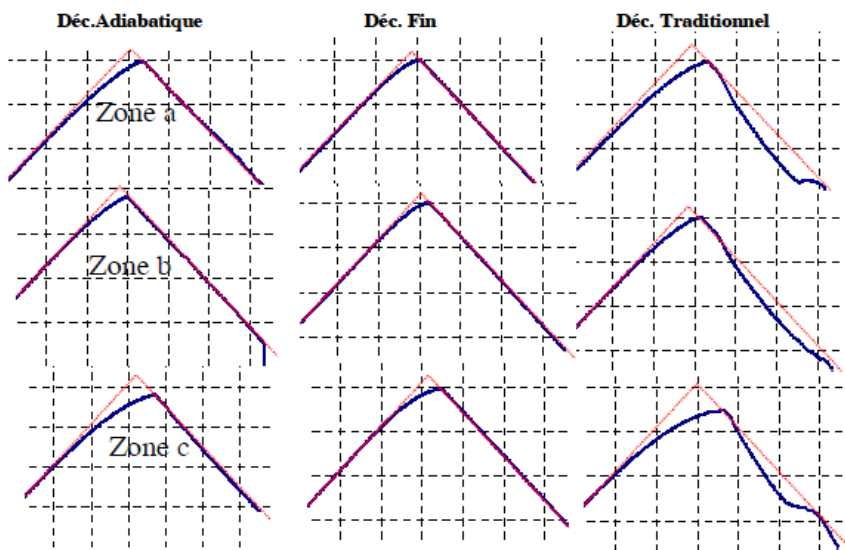 Déc.Adiabatique
Déc. Fin
Déc. Traditionnel
Zone a
Zone b
Zone c